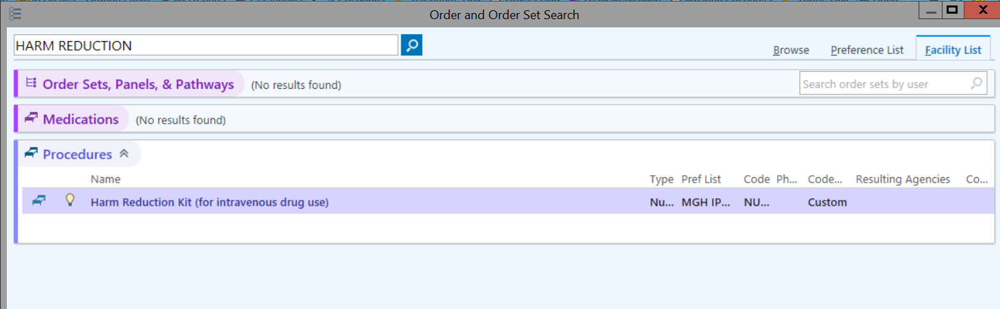 Order and Order Set Search
HARM REDUCTION
Browse Preference List Facility List
Order Sets, Panels, & Pathways (No results found) Search order sets by user
Medications (No results found)
Procedures
Name Type Pref List Code Ph... Code... Resulting Agencies Co...
Harm Reduction Kit (for intravenous drug use) Nu... MGH IP... NU... Custom